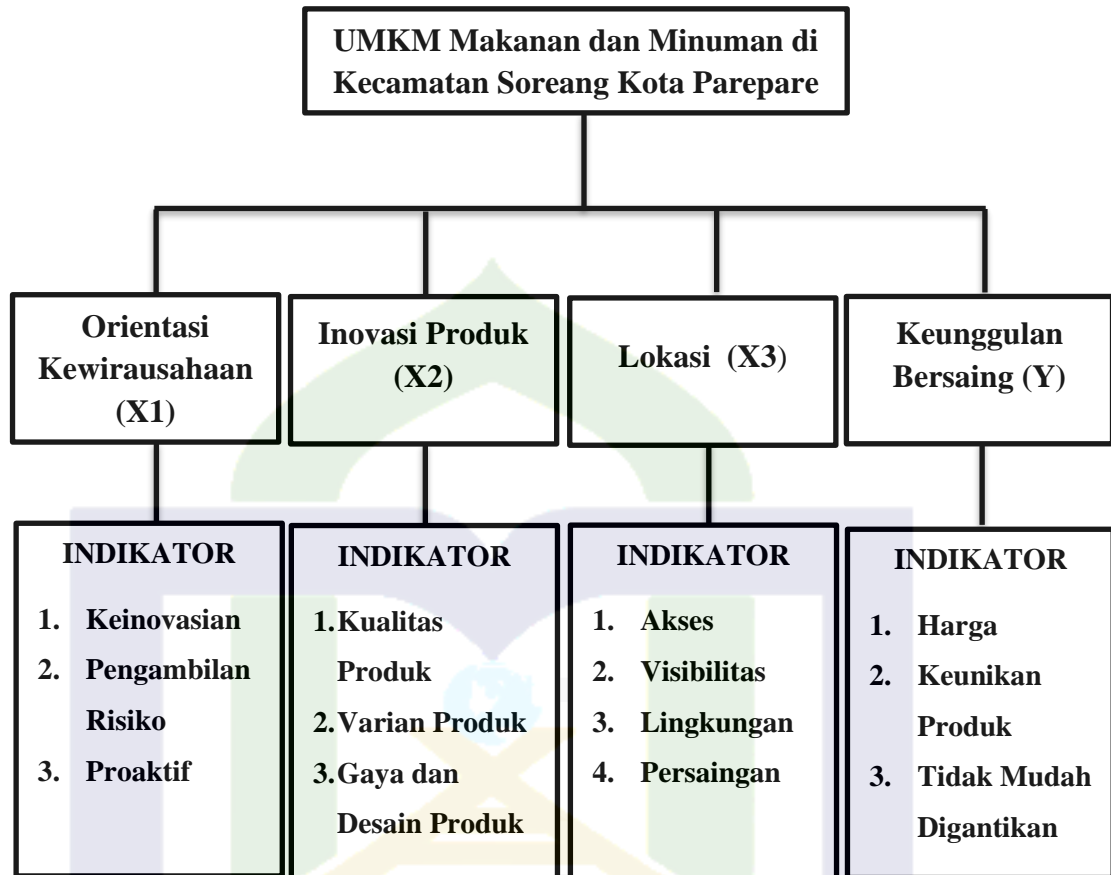 UMKM Makanan dan Minuman di
Kecamatan Soreang Kota Parepare
Orientasi
Kewirausahaan
(X1)
Inovasi Produk
(X2)
Lokasi (X3)
Keunggulan
Bersaing (Y)
INDIKATOR
1. Keinovasian
2. Pengambilan
Risiko
3. Proaktif
INDIKATOR
1. Kualitas
Produk
2. Varian Produk
3. Gaya dan
Desain Produk
INDIKATOR
1. Akses
2. Visibilitas
3. Lingkungan
4. Persaingan
INDIKATOR
1. Harga
2. Keunikan
Produk
3. Tidak Mudah
Digantikan